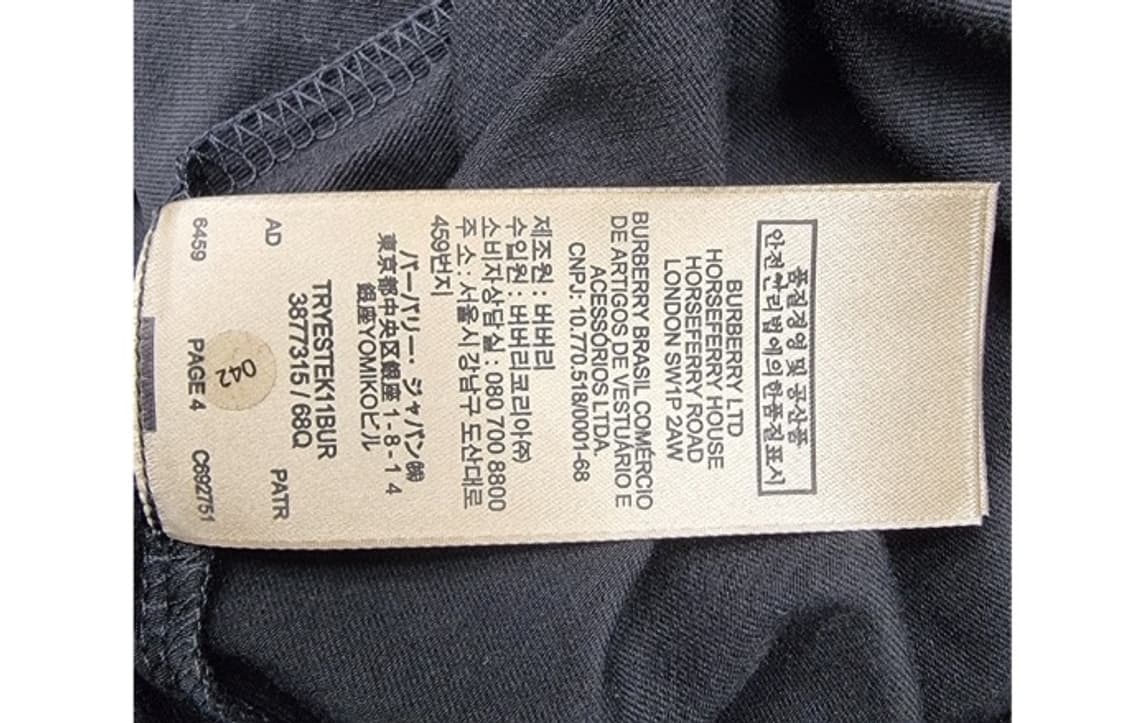 품질경영 및 공산품
안전관리법에의한품질표시
BURBERRY LTD
HORSEFERRY HOUSE
HORSEFERRY ROAD
LONDON SW1P 2AW
BURBERRY BRASIL COMÉRCIO
DE ARTIGOS DE VESTUÁRIO E
ACESSÓRIOS LTDA.
CNPJ: 10.770.518/0001-68
제조원 : 버버리
수입원 : 버버리코리아㈜
소비자상담실 : 080 700 8800
주 소 : 서울시강남구 도산대로
459번지
バーバリー・ジャパン㈱
東京都中央区銀座 1 - 8 - 1 4
銀座YOMIKOビル
TRYESTEK11BUR
3877315 / 68Q
AD PATR
042
6459 PAGE 4 C692751